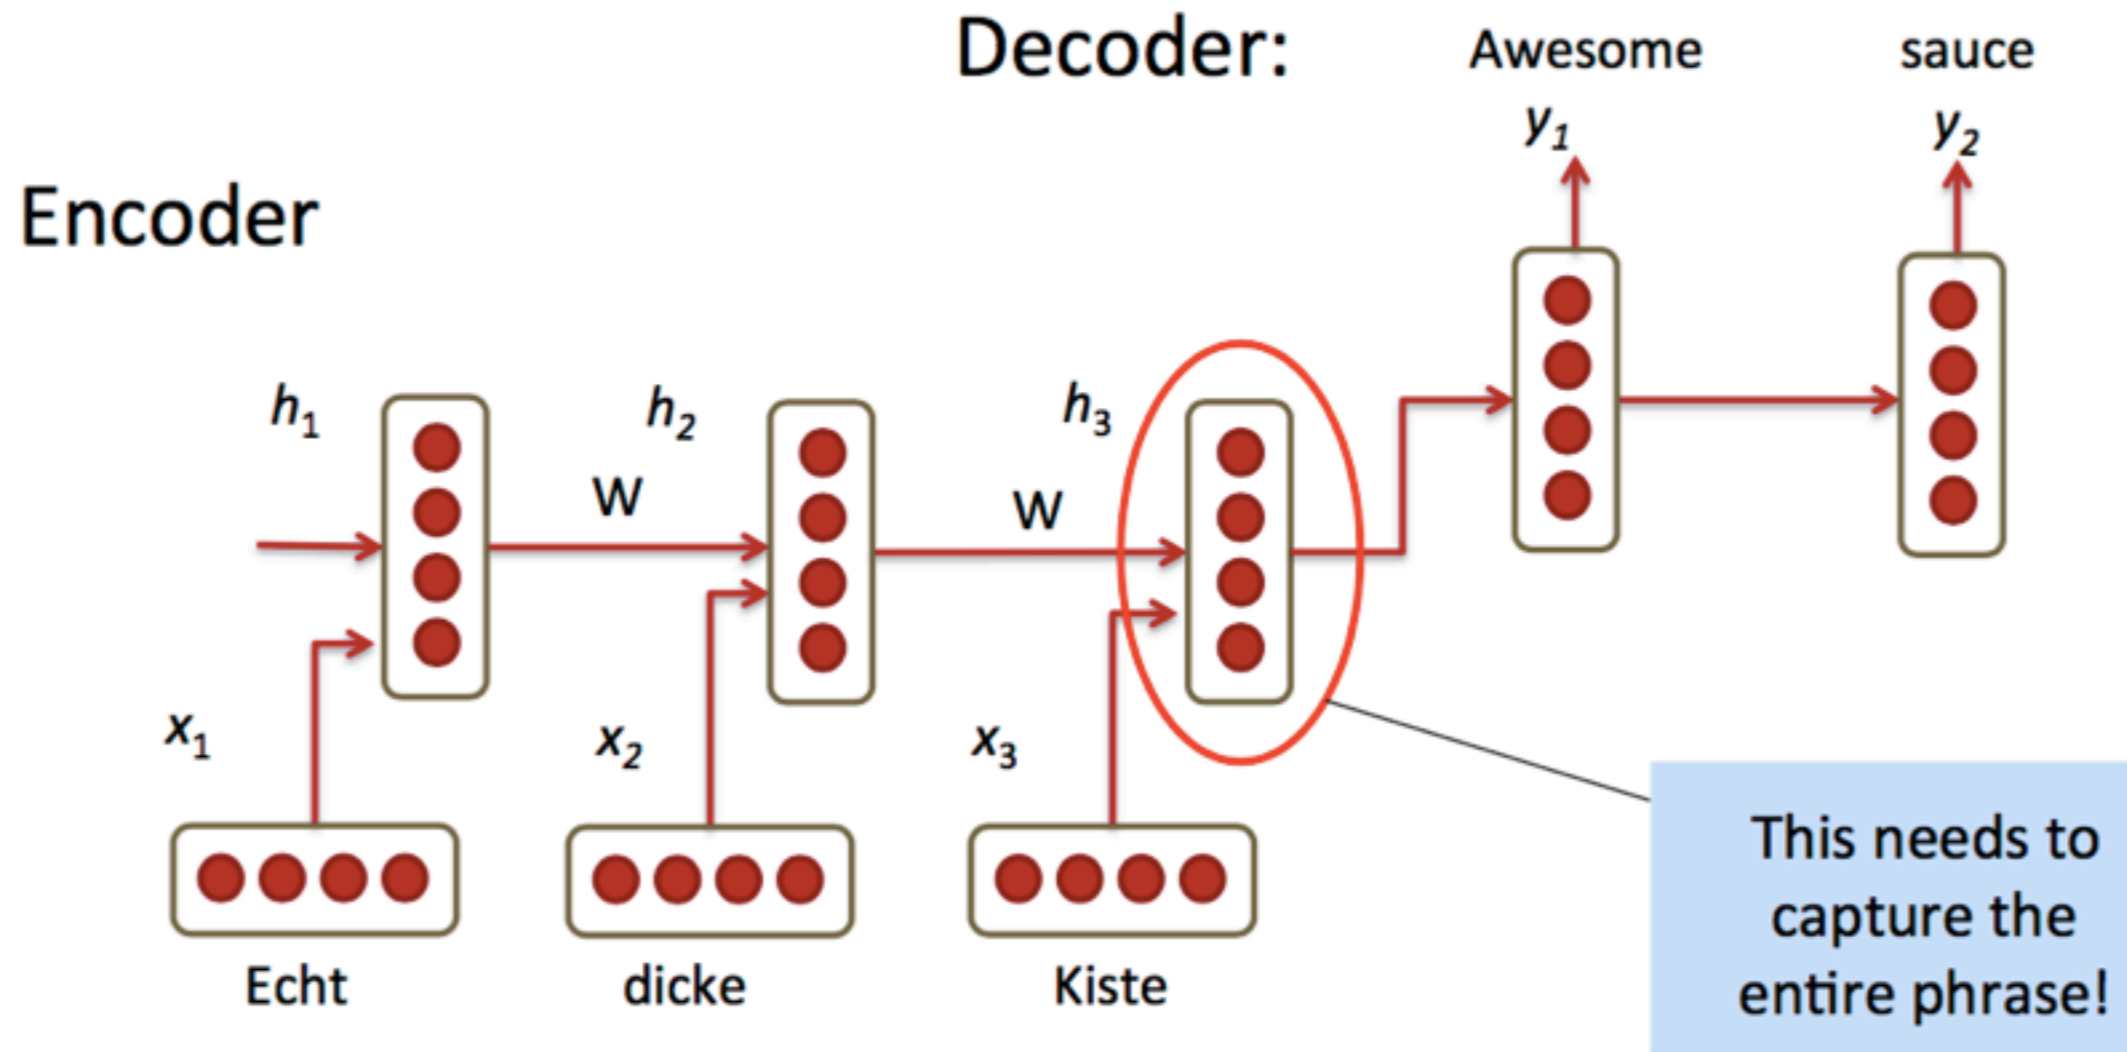 Decoder:
Awesome
sauce
y1
y2
Encoder
h1
h2
h3
W
W
x1
x2
x3
Echt
dicke
Kiste
This needs to
capture the
entire phrase!